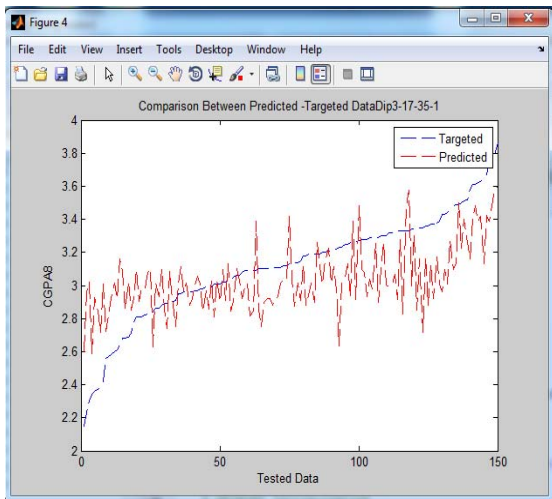 Figure 4
File Edit View Insert Tools Desktop Window Help
Comparison Between Predicted -Targeted DataDip3-17-35-1
4
3.8
3.6
3.4
3.2
3
2.8
2.6
2.4
2.2
2
CGPA8
Targeted
Predicted
0 50 100 150
Tested Data